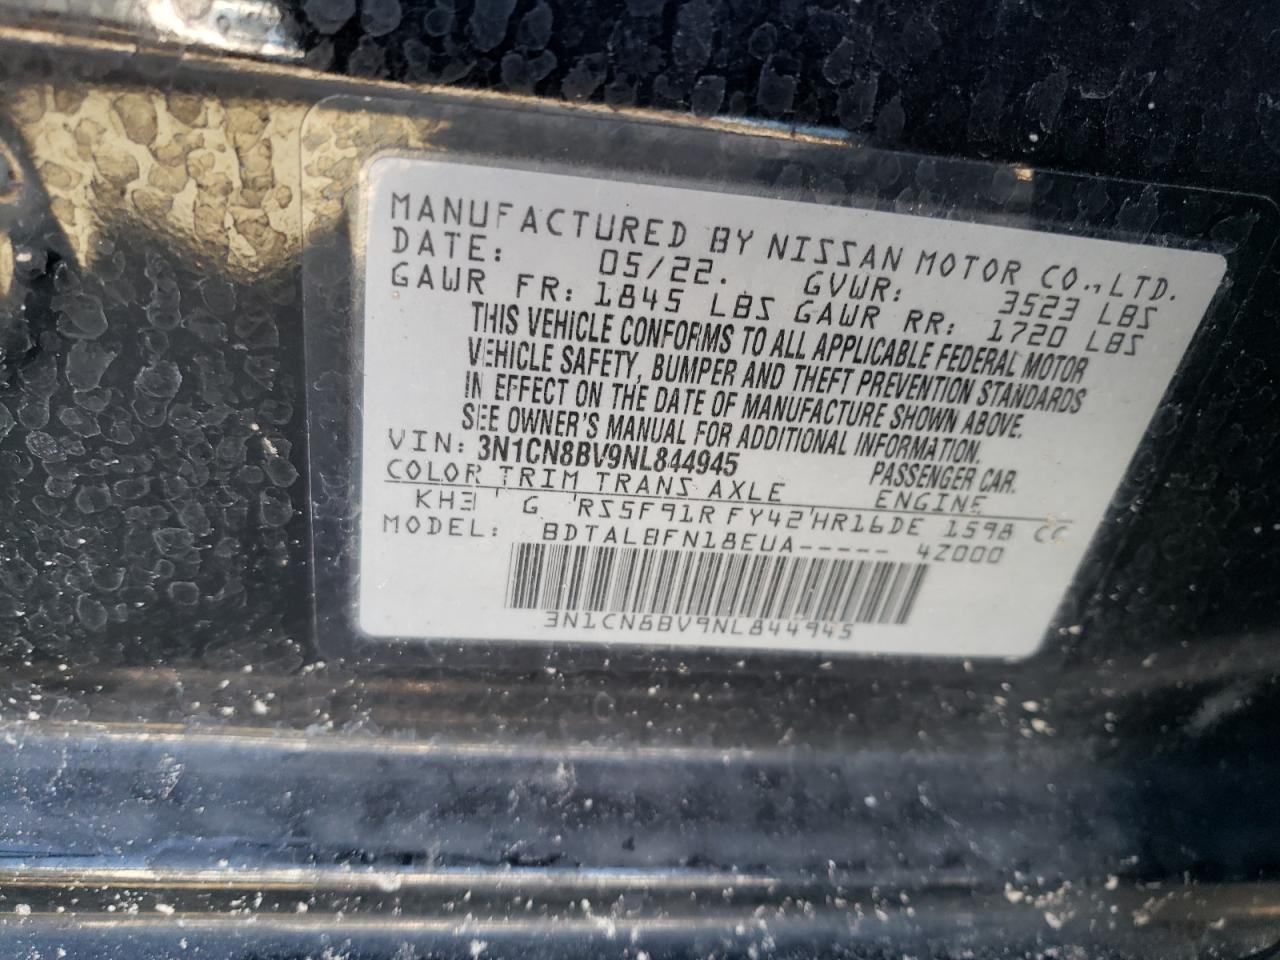 MANUFACTURED BY NISSAN MOTOR CO., LTD.
DATE: 05/22. GVWR: 3523 LBS
GAWR FR: 1845 LBS GAWR RR: 1720 LBS
THIS VEHICLE CONFORMS TO ALL APPLICABLE FEDERAL MOTOR
VEHICLE SAFETY, BUMPER AND THEFT PREVENTION STANDARDS
IN EFFECT ON THE DATE OF MANUFACTURE SHOWN ABOVE.
SEE OWNER'S MANUAL FOR ADDITIONAL INFORMATION.
VIN: 3N1CN8BV9NL844945 PASSENGER CAR.
COLOR TRIM TRANS AXLE ENGINE
KH3 G RS5F91R FY42 HR16DE 1598 CC
MODEL: BDTALBFN18EUA----- 4Z000
3N1CN8BV9NL844945